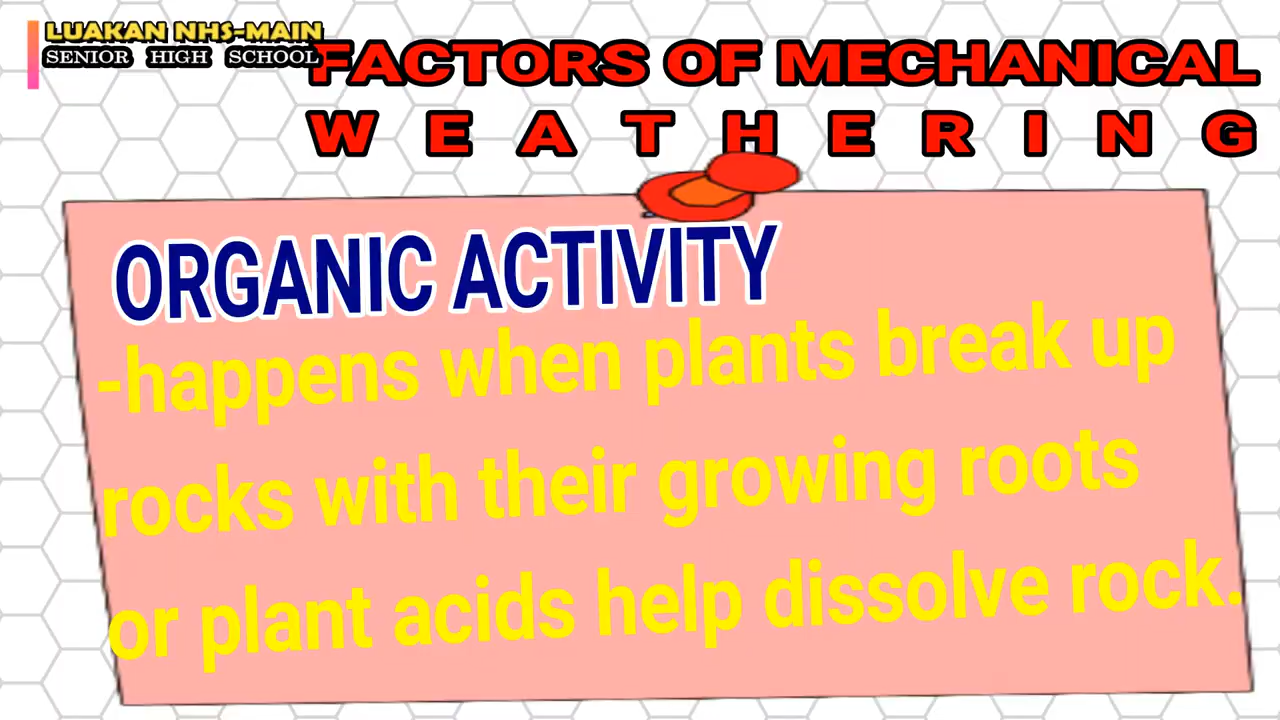 LUAKAN NHS-MAIN
SENIOR HIGH SCHOOL
FACTORS OF MECHANICAL
WEATHERING
ORGANIC ACTIVITY
-happens when plants break up
rocks with their growing roots
or plant acids help dissolve rock.